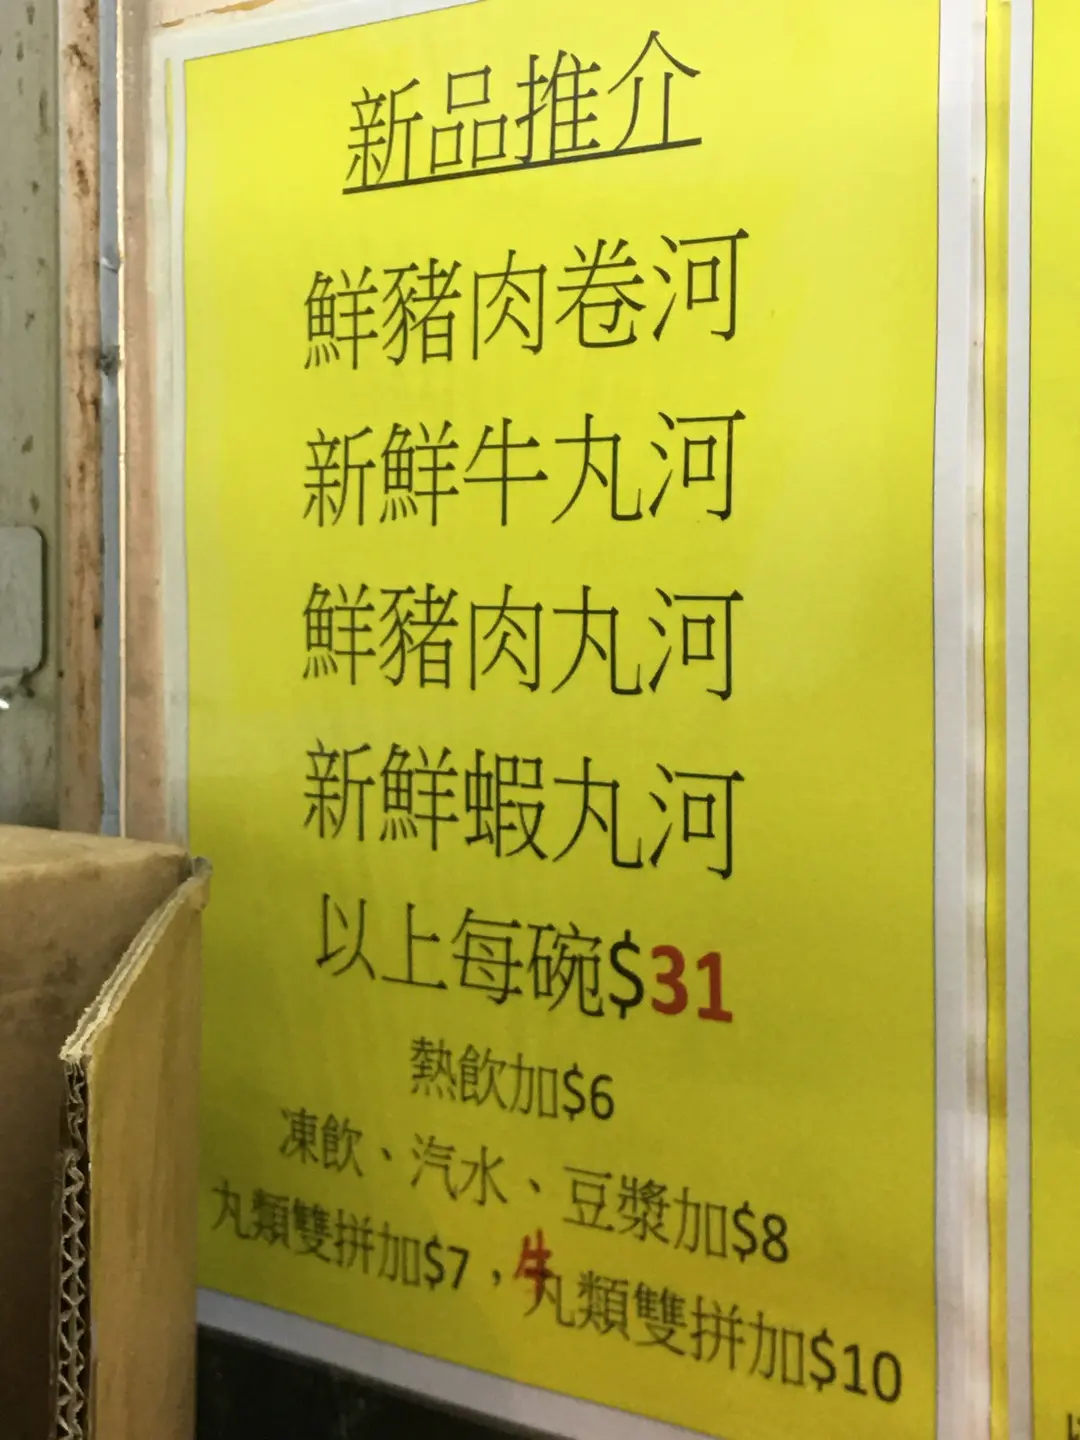 新品推介
鮮豬肉卷河
新鮮牛丸河
鮮豬肉丸河
新鮮蝦丸河
以上每碗$31
熱飲加$6
凍飲、汽水、豆漿加$8
丸類雙拼加$7，牛丸類雙拼加$10